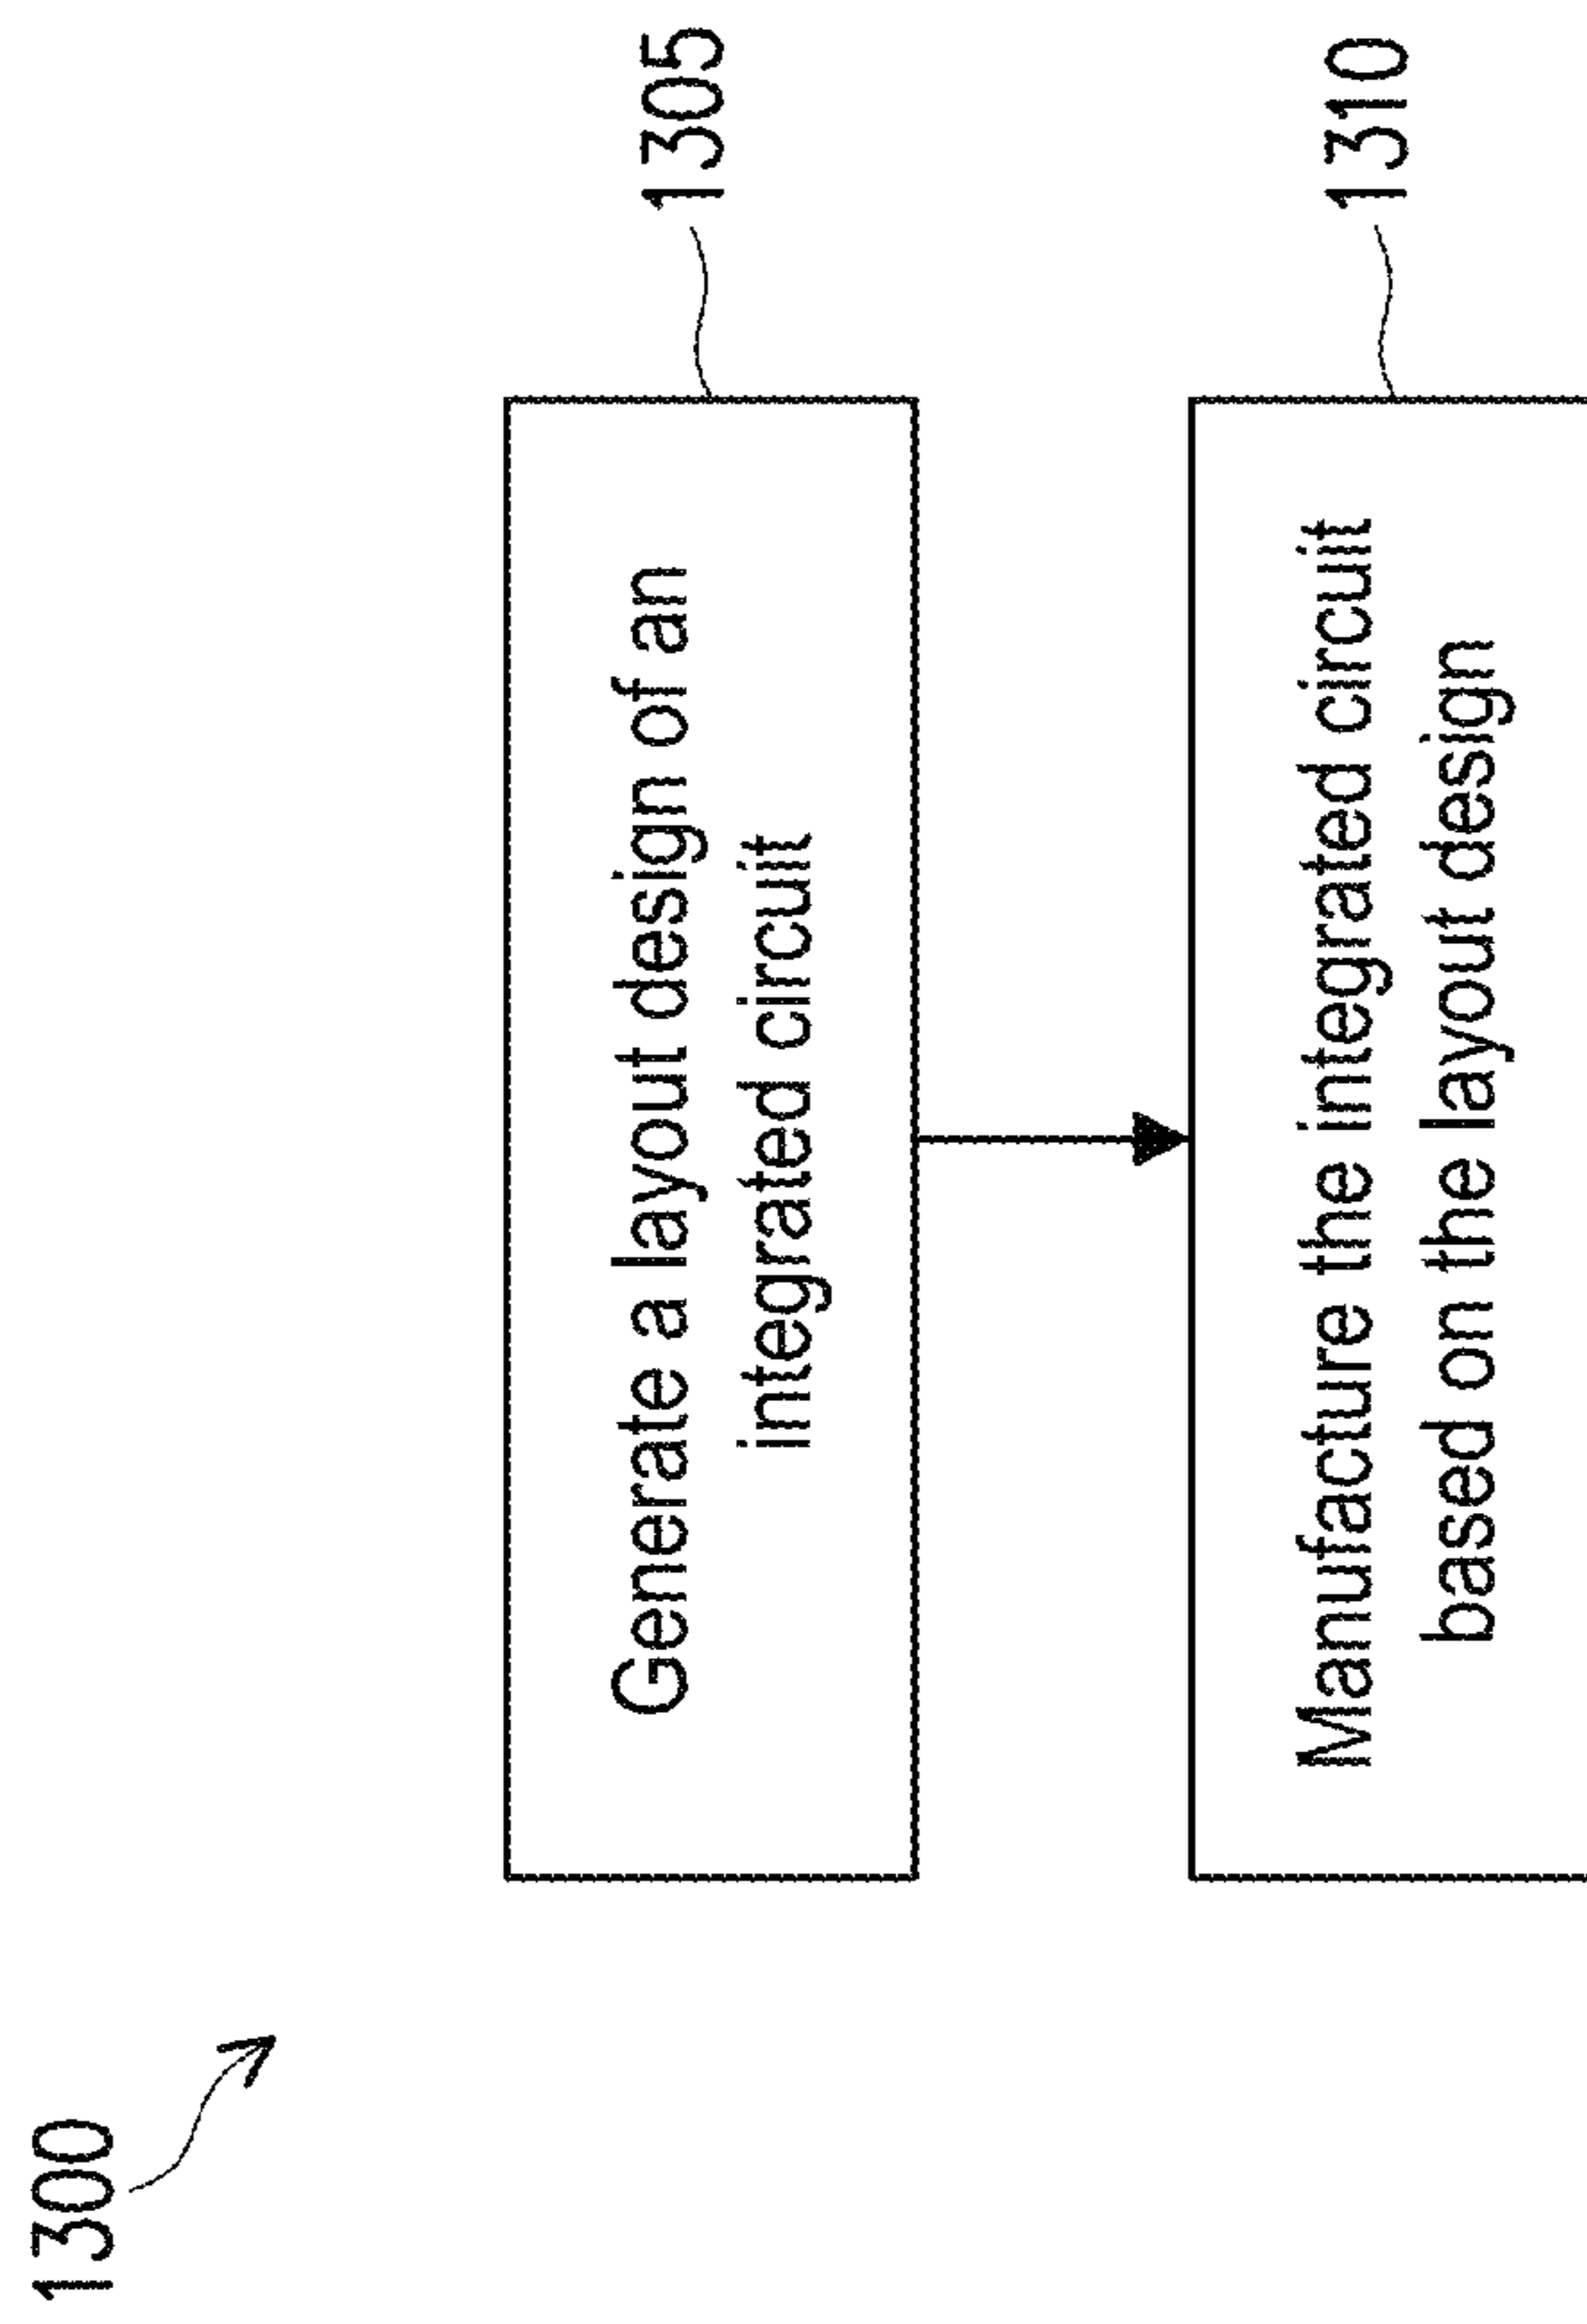 1300
Generate a layout design of an
integrated circuit
1305
Manufacture the integrated circuit
based on the layout design
1310